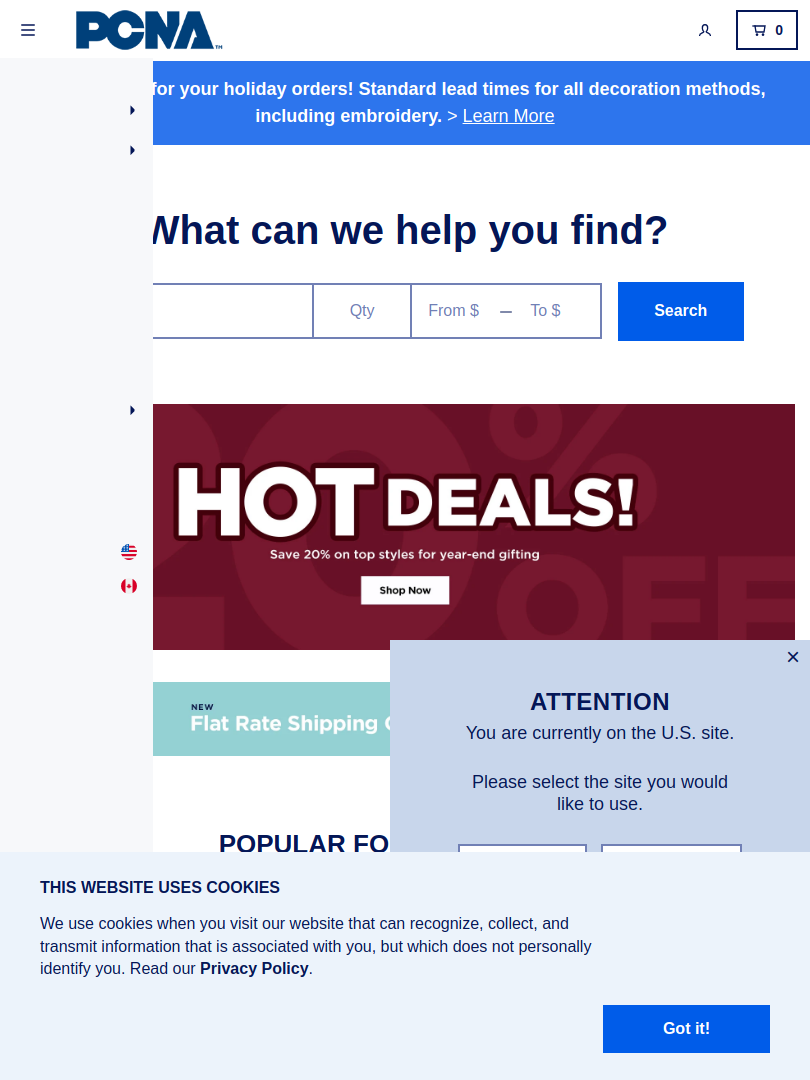 PCNA™
0
for your holiday orders! Standard lead times for all decoration methods,
including embroidery. > Learn More
What can we help you find?
Qty
From $ – To $
Search
20%
OFF
HOT DEALS!
Save 20% on top styles for year-end gifting
Shop Now
NEW
Flat Rate Shipping
ATTENTION
You are currently on the U.S. site.
Please select the site you would
like to use.
POPULAR
THIS WEBSITE USES COOKIES
We use cookies when you visit our website that can recognize, collect, and
transmit information that is associated with you, but which does not personally
identify you. Read our Privacy Policy.
Got it!